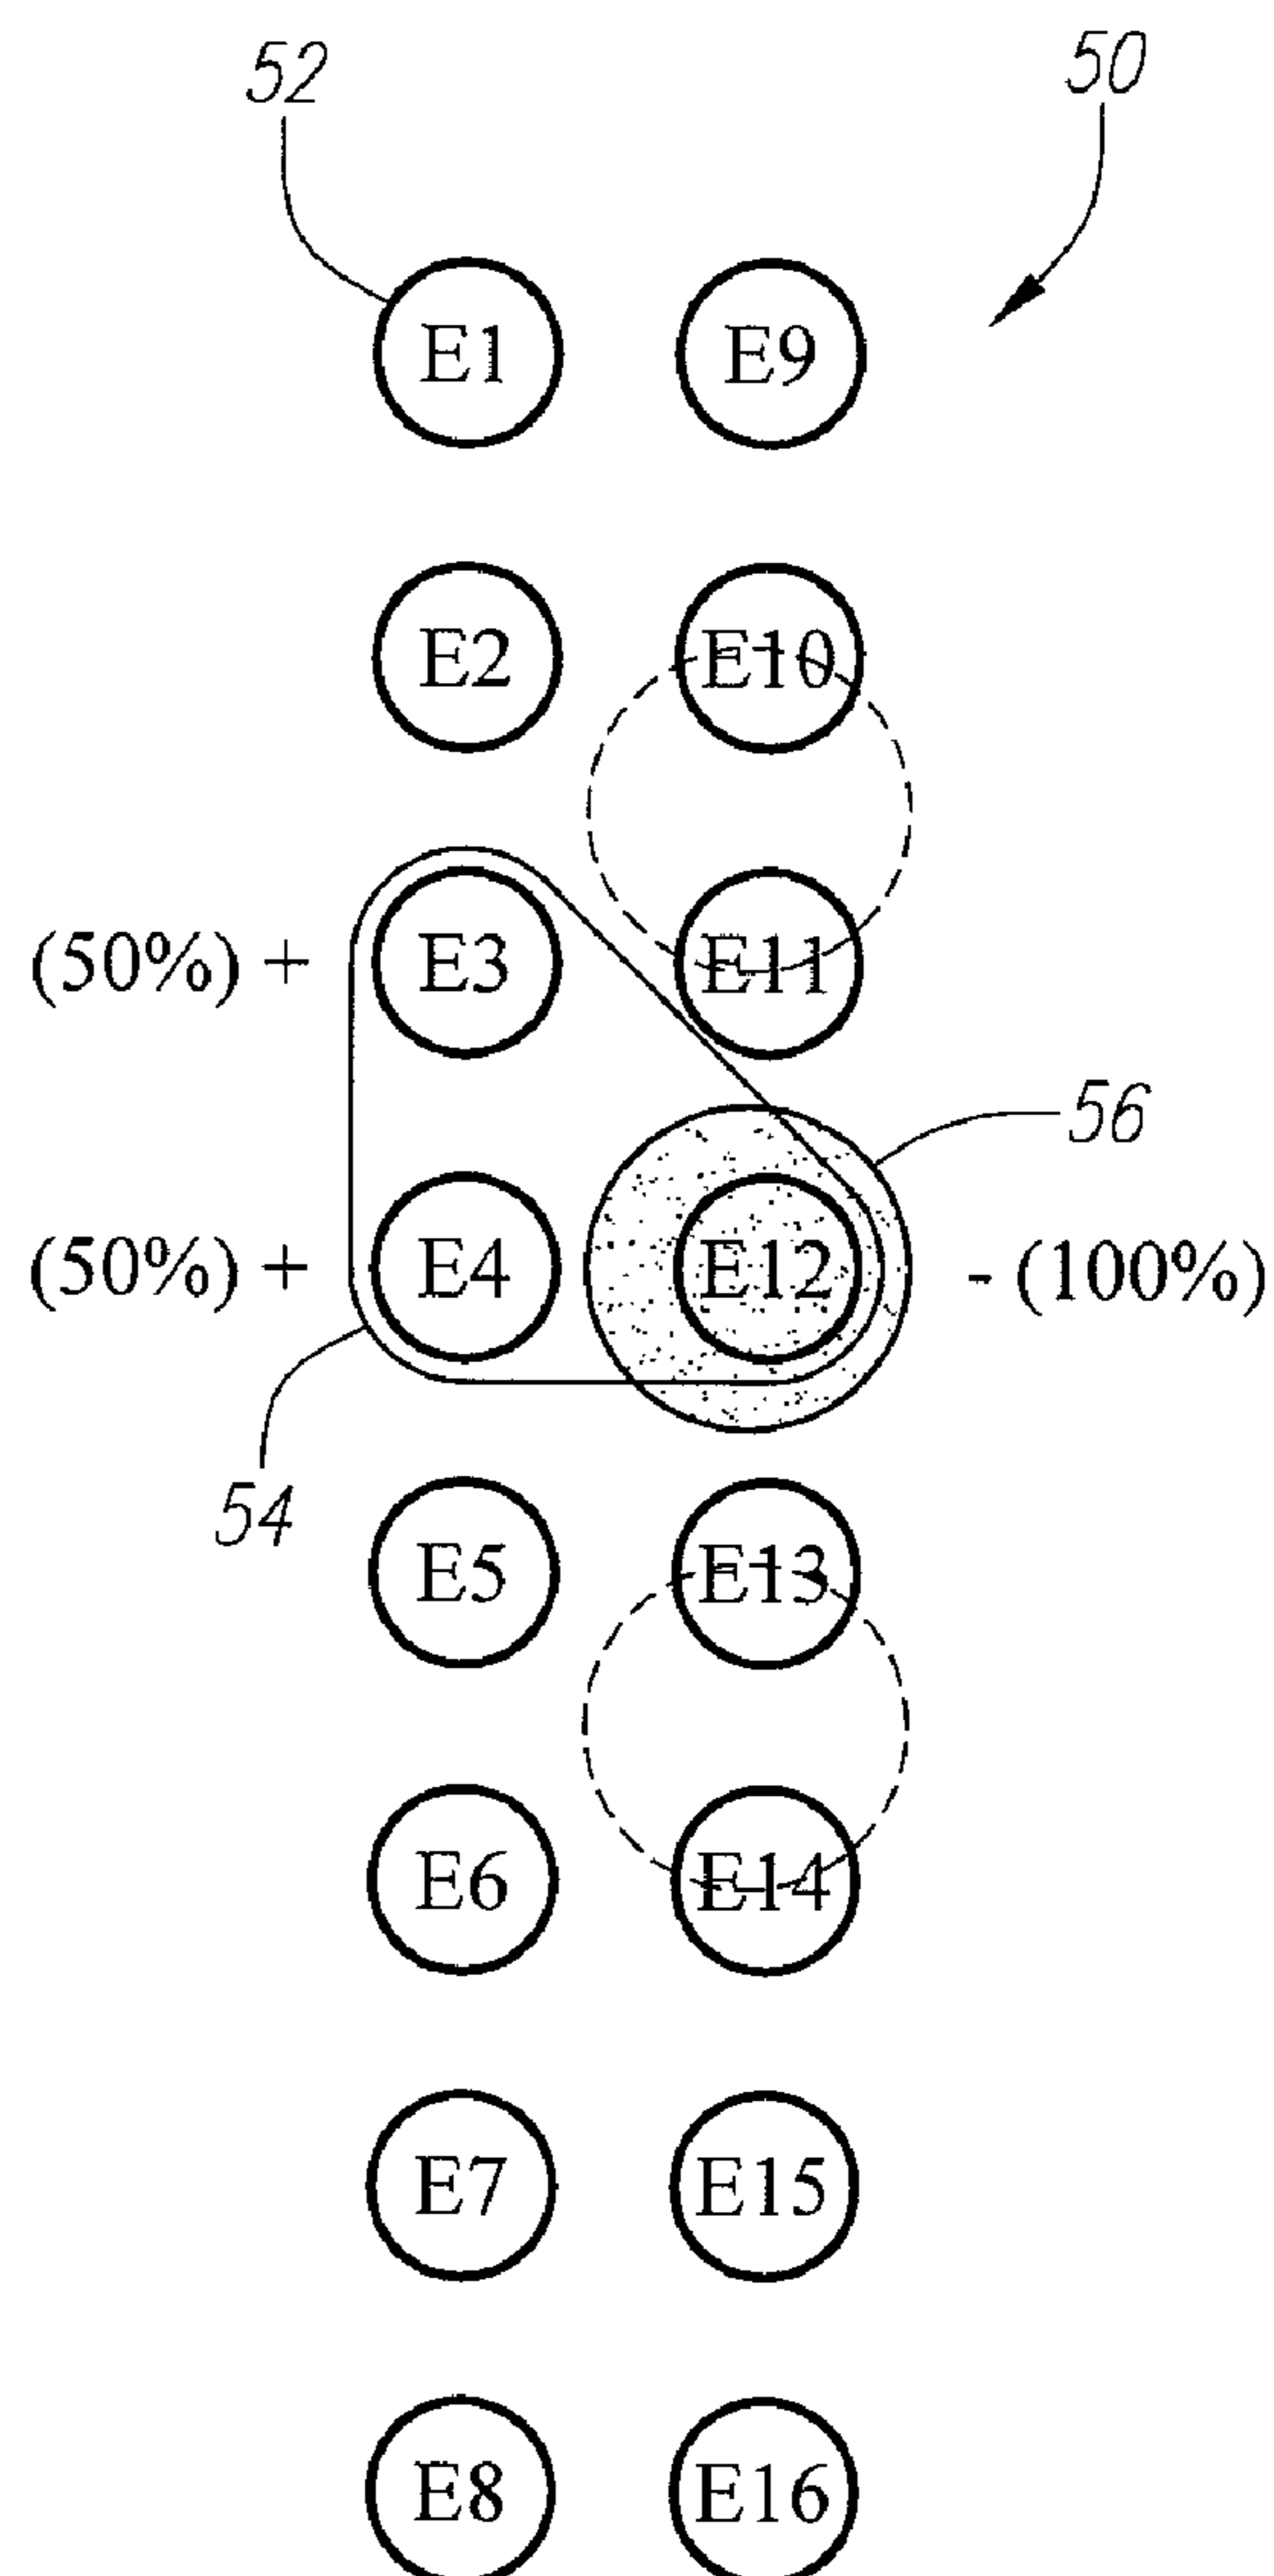 52 50
E1 E9
E2 E10
(50%) + E3 E11
56
(50%) + E4 E12 - (100%)
54
E5 E13
E6 E14
E7 E15
E8 E16